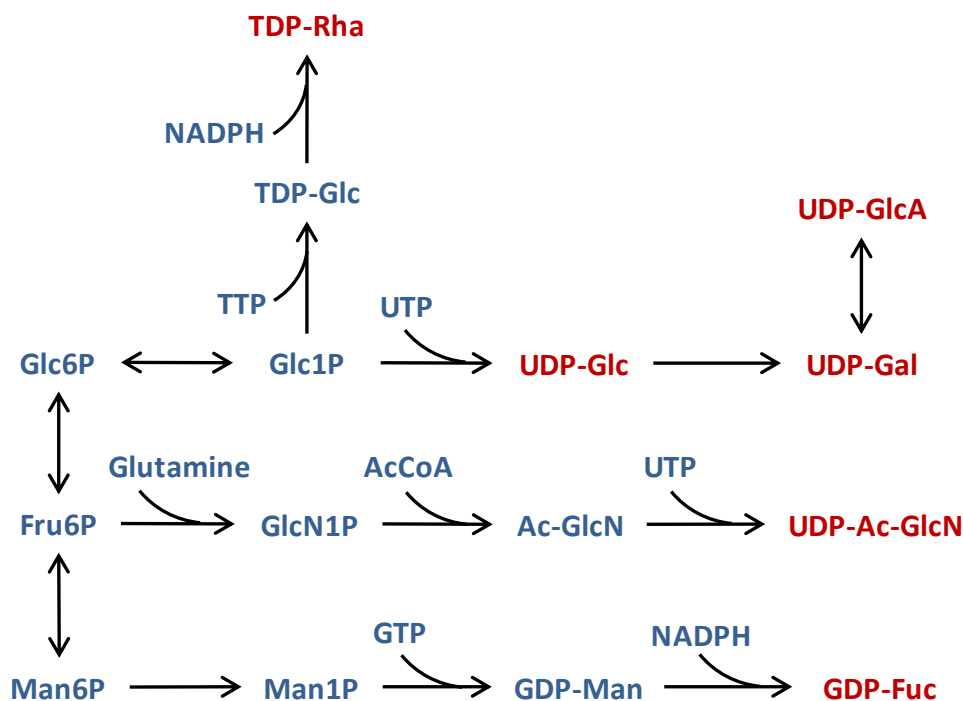 TDP-Rha
NADPH
TDP-Glc
UDP-GlcA
TTP
UTP
Glc6P
Glc1P
UDP-Glc
UDP-Gal
Glutamine
AcCoA
UTP
Fru6P
GlcN1P
Ac-GlcN
UDP-Ac-GlcN
GTP
NADPH
Man6P
Man1P
GDP-Man
GDP-Fuc